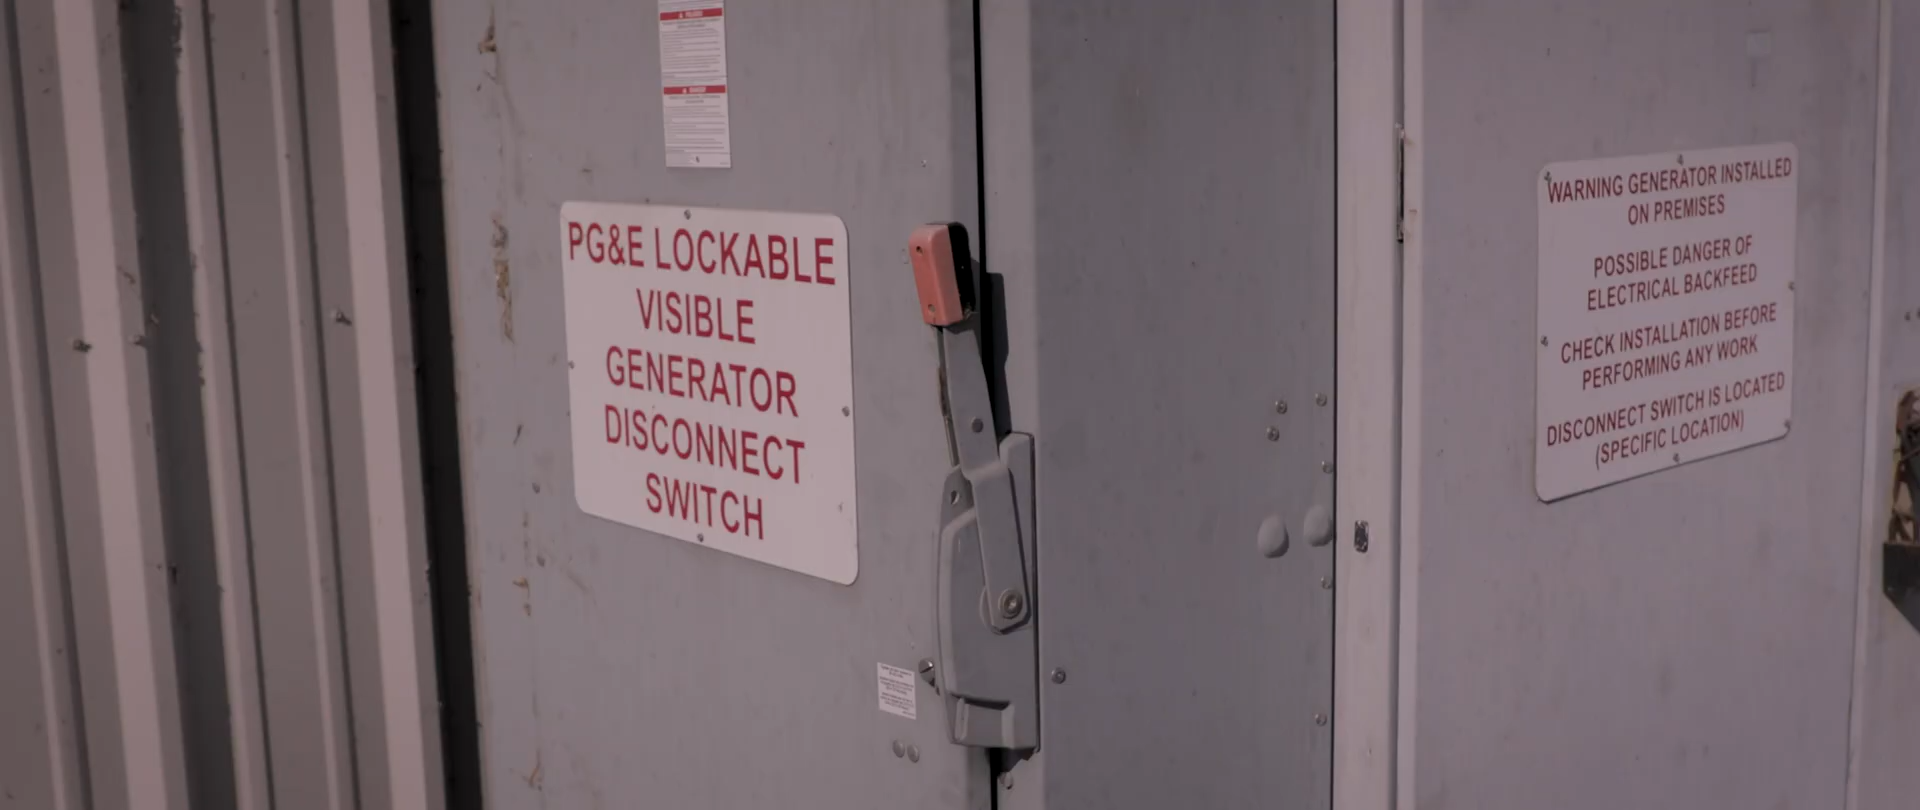 PG&E LOCKABLE
VISIBLE
GENERATOR
DISCONNECT
SWITCH
WARNING GENERATOR INSTALLED
ON PREMISES
POSSIBLE DANGER OF
ELECTRICAL BACKFEED
CHECK INSTALLATION BEFORE
PERFORMING ANY WORK
DISCONNECT SWITCH IS LOCATED
(SPECIFIC LOCATION)